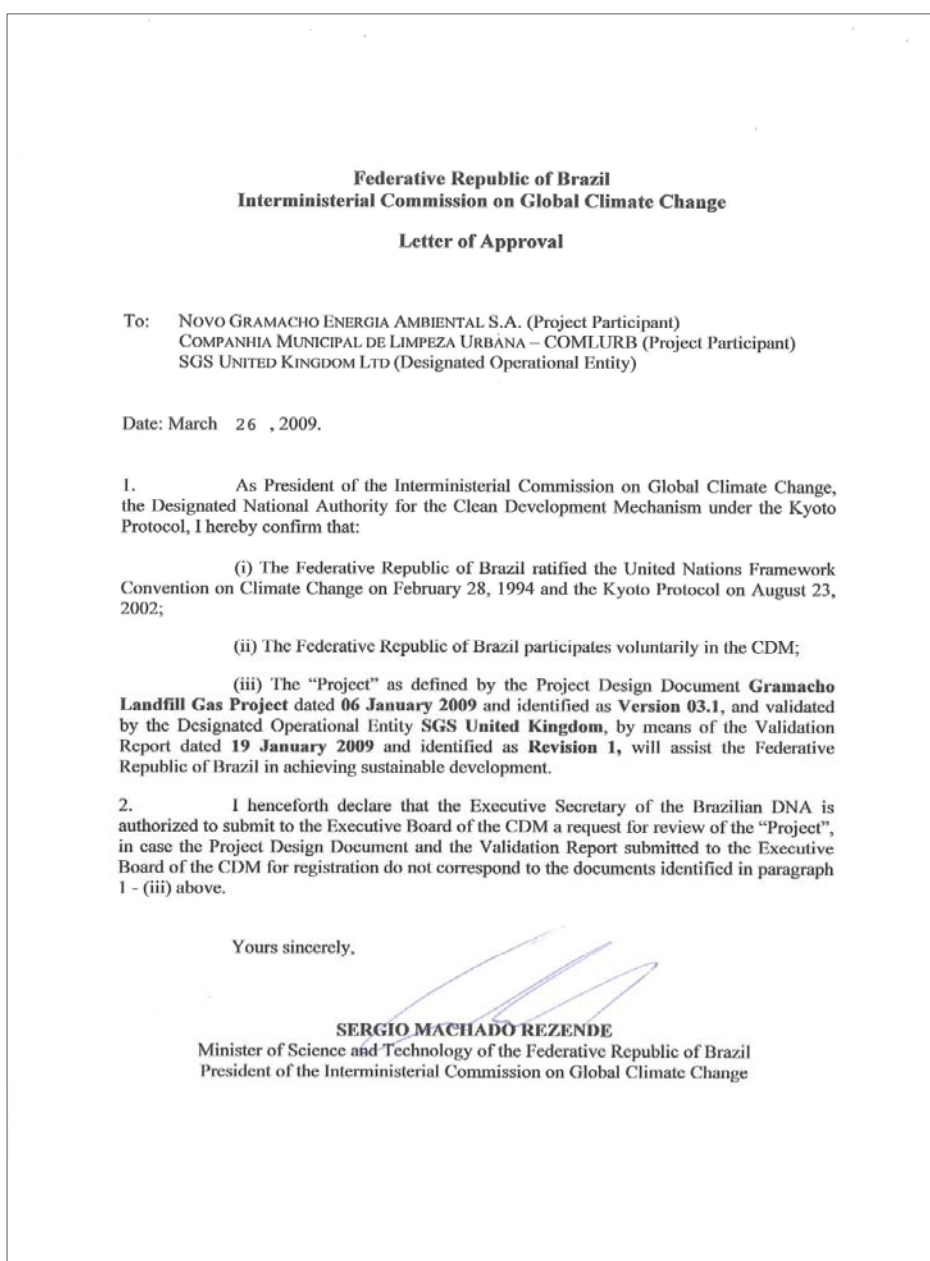 Federative Republic of Brazil
Interministerial Commission on Global Climate Change
Letter of Approval
To: NOVO GRAMACHO ENERGIA AMBIENTAL S.A. (Project Participant)
COMPANHIA MUNICIPAL DE LIMPEZA URBANA – COMLURB (Project Participant)
SGS UNITED KINGDOM LTD (Designated Operational Entity)
Date: March 26 , 2009.
1. As President of the Interministerial Commission on Global Climate Change,
the Designated National Authority for the Clean Development Mechanism under the Kyoto
Protocol, I hereby confirm that:
(i) The Federative Republic of Brazil ratified the United Nations Framework
Convention on Climate Change on February 28, 1994 and the Kyoto Protocol on August 23,
2002;
(ii) The Federative Republic of Brazil participates voluntarily in the CDM;
(iii) The “Project” as defined by the Project Design Document Gramacho
Landfill Gas Project dated 06 January 2009 and identified as Version 03.1, and validated
by the Designated Operational Entity SGS United Kingdom, by means of the Validation
Report dated 19 January 2009 and identified as Revision 1, will assist the Federative
Republic of Brazil in achieving sustainable development.
2. I henceforth declare that the Executive Secretary of the Brazilian DNA is
authorized to submit to the Executive Board of the CDM a request for review of the “Project”,
in case the Project Design Document and the Validation Report submitted to the Executive
Board of the CDM for registration do not correspond to the documents identified in paragraph
1 - (iii) above.
Yours sincerely,
SERGIO MACHADO REZENDE
Minister of Science and Technology of the Federative Republic of Brazil
President of the Interministerial Commission on Global Climate Change